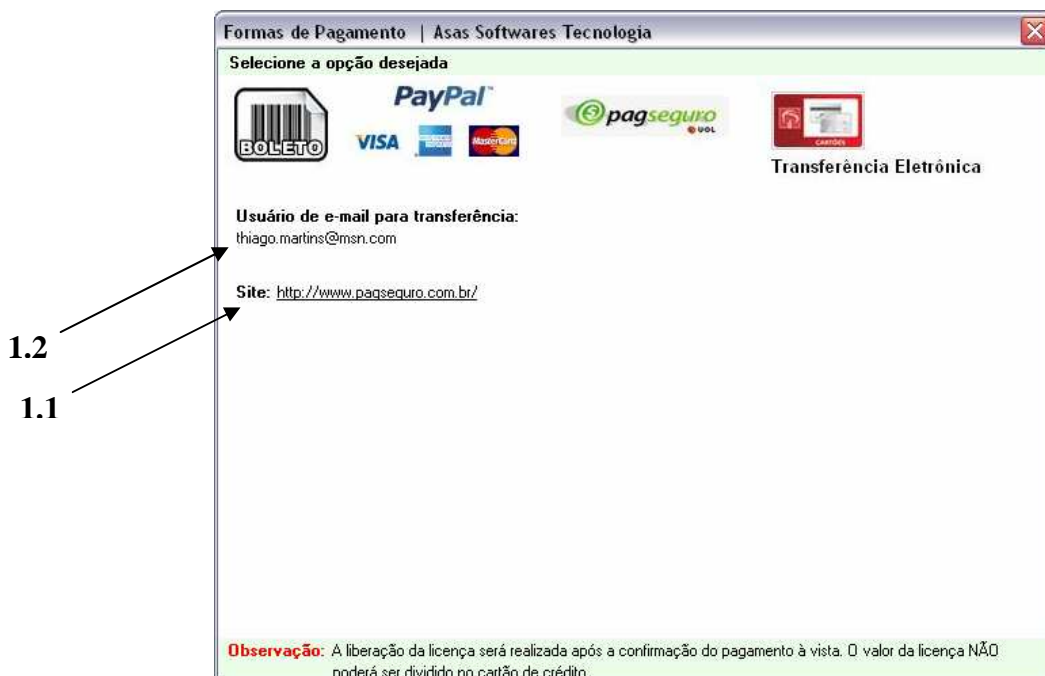 Formas de Pagamento | Asas Softwares Tecnologia
Selecione a opção desejada
BOLETO
PayPal
VISA
MasterCard
pagseguro
UOL
CARTÕES
Transferência Eletrônica
Usuário de e-mail para transferência:
thiago.martins@msn.com
Site: http://www.pagseguro.com.br/
1.2
1.1
Observação: A liberação da licença será realizada após a confirmação do pagamento à vista. O valor da licença NÃO
poderá ser dividido no cartão de crédito.